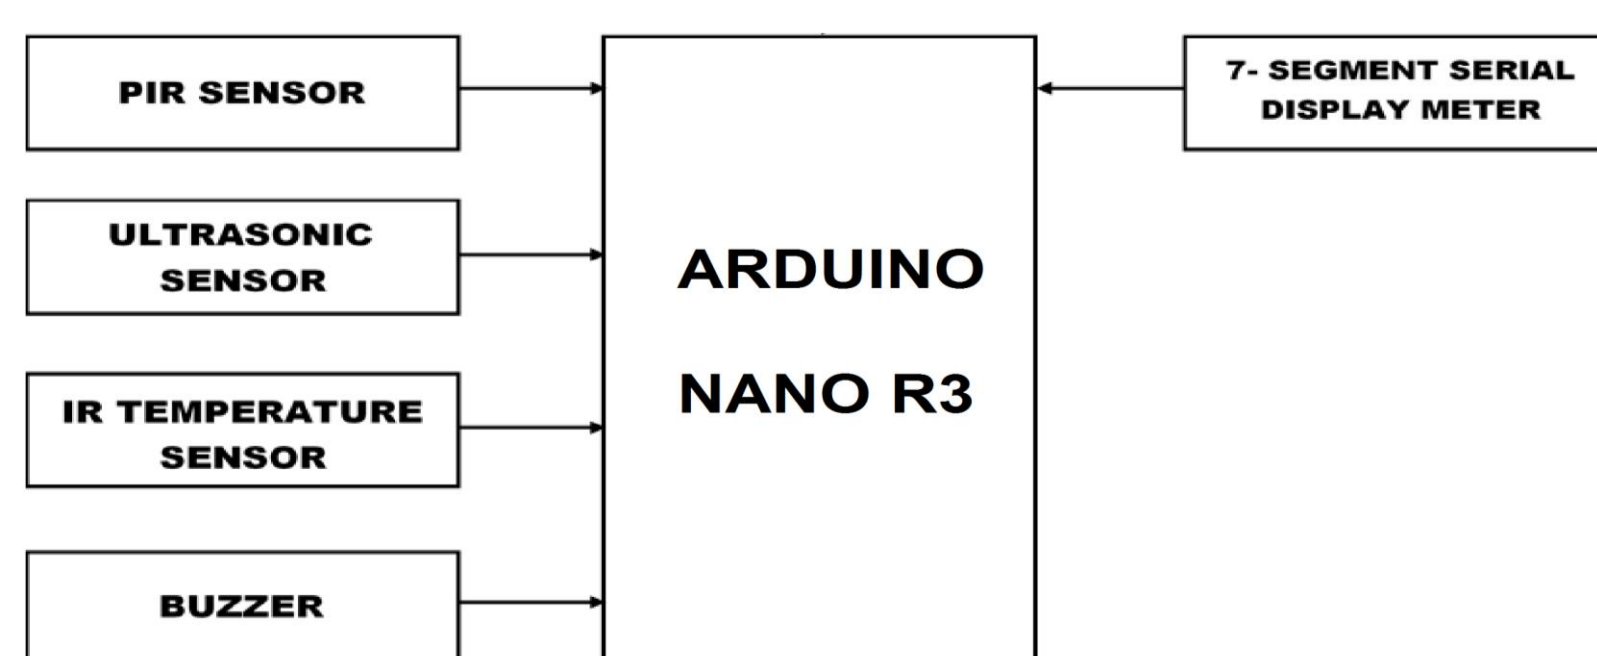 PIR SENSOR
ULTRASONIC
SENSOR
IR TEMPERATURE
SENSOR
BUZZER
ARDUINO
NANO R3
7- SEGMENT SERIAL
DISPLAY METER